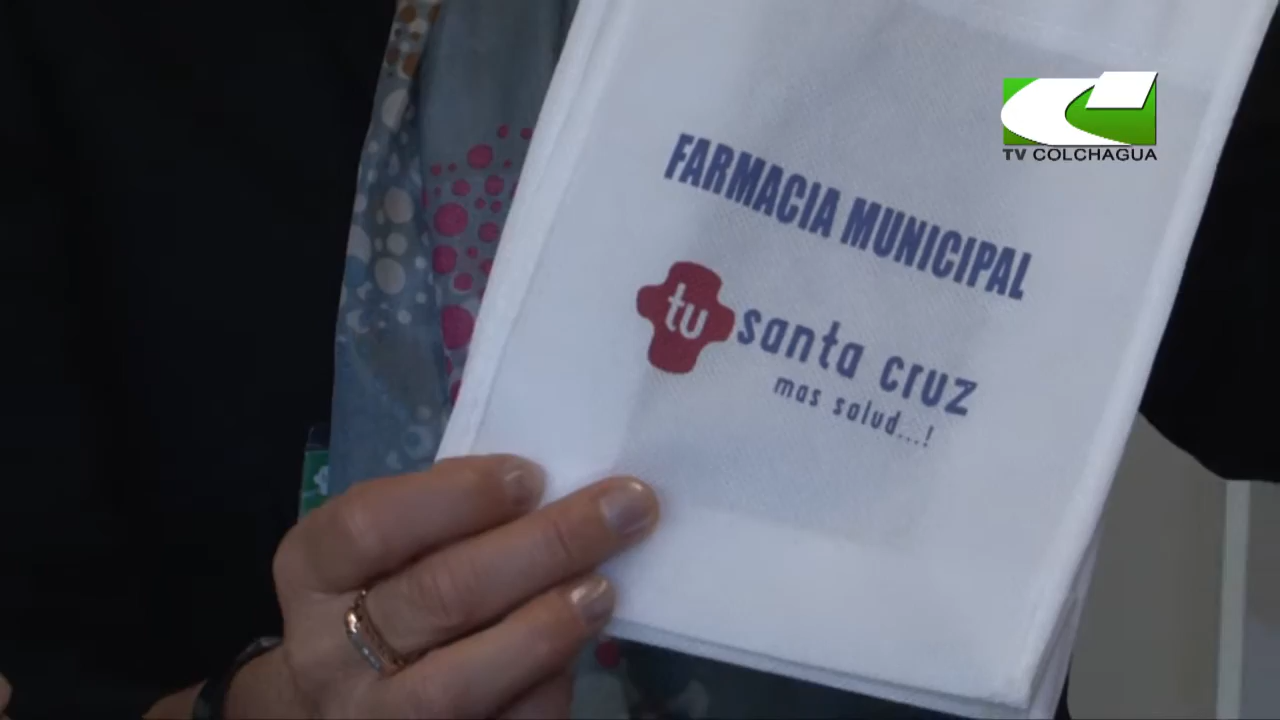 TV COLCHAGUA
FARMACIA MUNICIPAL
tu santa cruz
mas salud...!